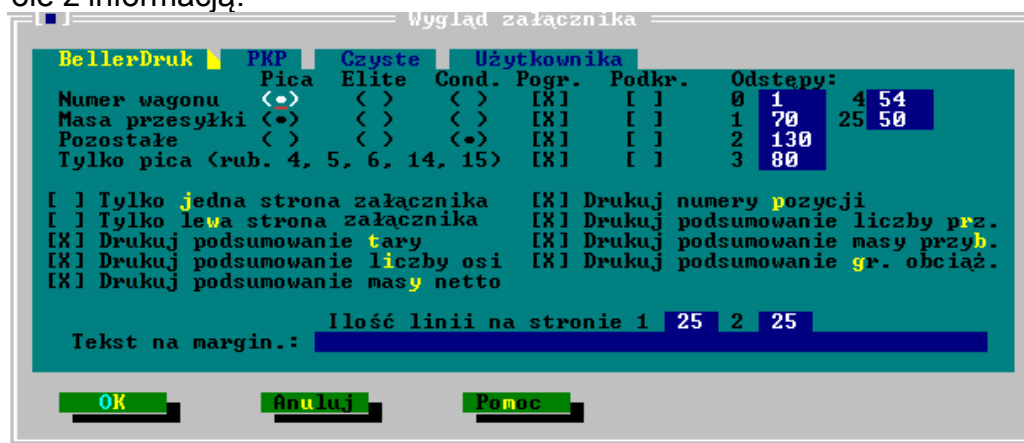 ole z informacją.
[■] Wygląd załącznika
BellerDruk PKP Czyste Użytkownika
Pica Elite Cond. Pogr. Podkr. Odstępy:
Numer wagonu (•) ( ) ( ) [X] [ ] 0 1 4 54
Masa przesyłki (•) ( ) ( ) [X] [ ] 1 70 25 50
Pozostałe ( ) ( ) (•) [X] [ ] 2 130
Tylko pica (rub. 4, 5, 6, 14, 15) [X] [ ] 3 80
[ ] Tylko jedna strona załącznika [X] Drukuj numery pozycji
[ ] Tylko lewa strona załącznika [X] Drukuj podsumowanie liczby prz.
[X] Drukuj podsumowanie tary [X] Drukuj podsumowanie masy przyb.
[X] Drukuj podsumowanie liczby osi [X] Drukuj podsumowanie gr. obciąż.
[X] Drukuj podsumowanie masy netto
Ilość linii na stronie 1 25 2 25
Tekst na margin.:
OK Anuluj Pomoc